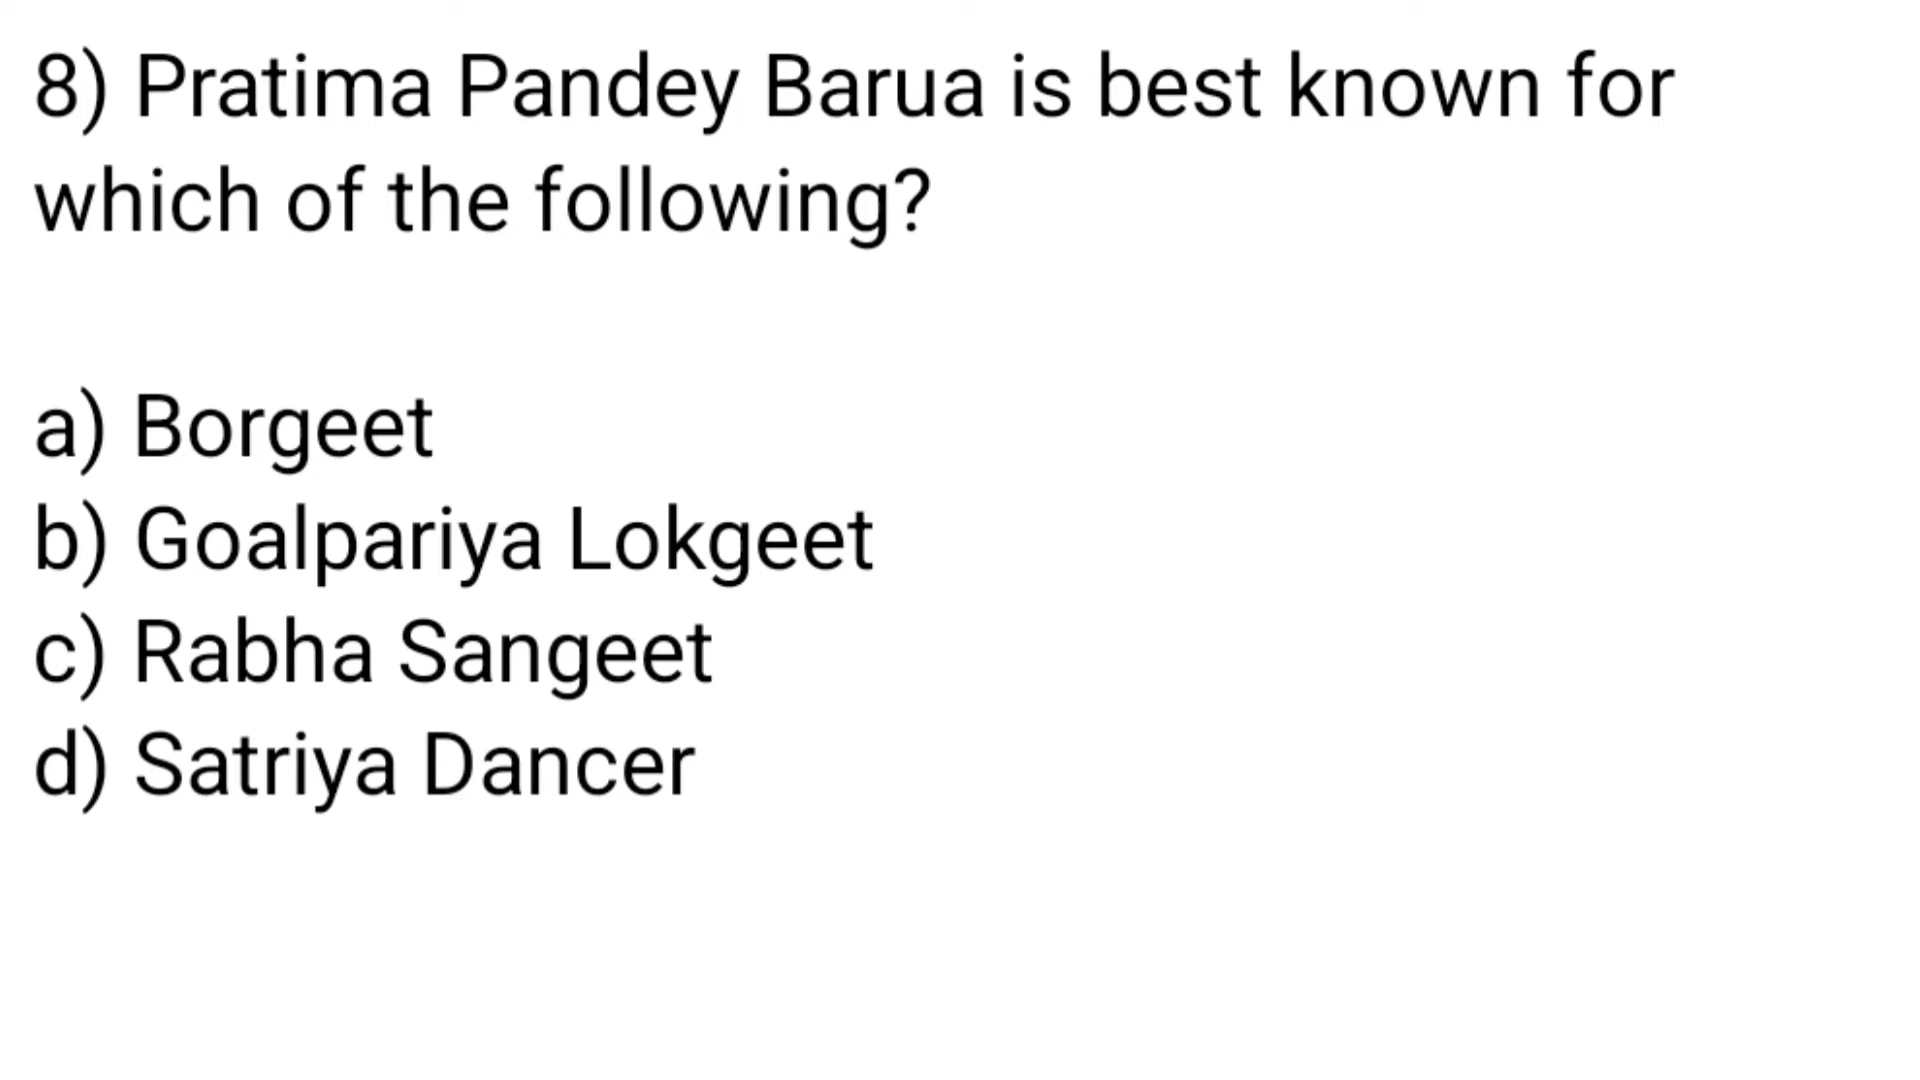 8) Pratima Pandey Barua is best known for
which of the following?
a) Borgeet
b) Goalpariya Lokgeet
c) Rabha Sangeet
d) Satriya Dancer